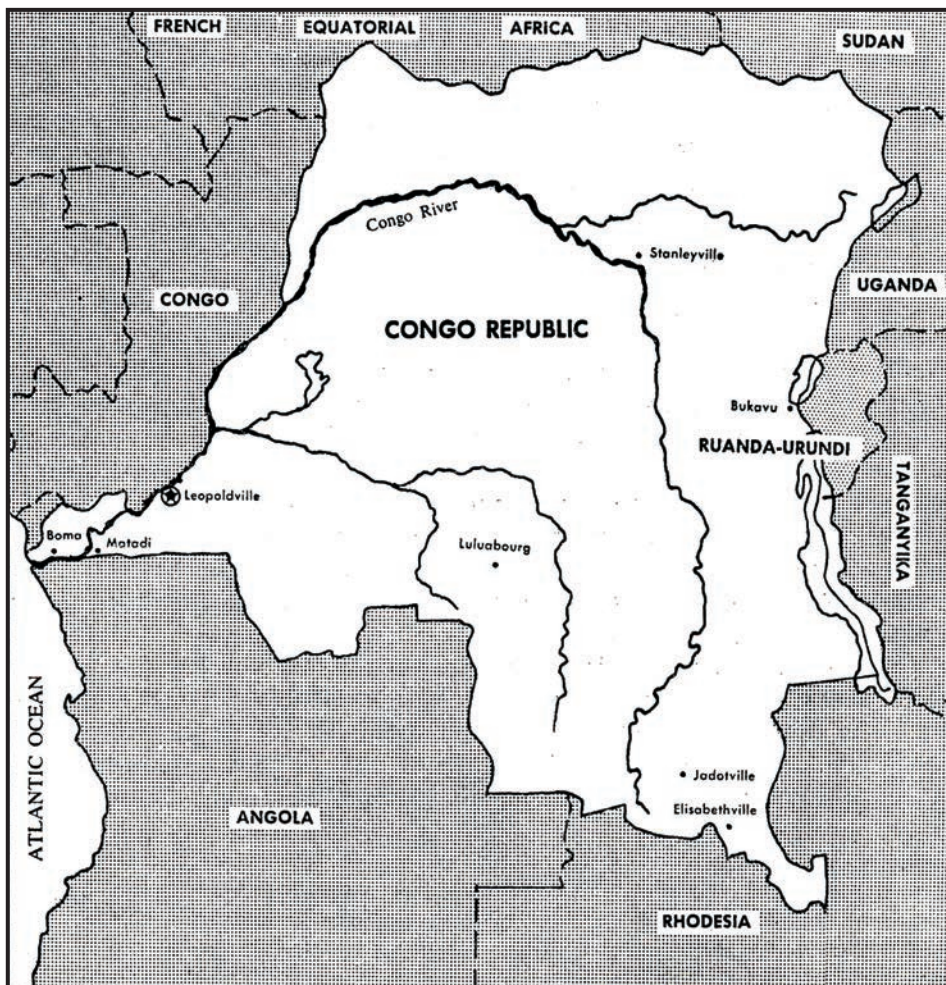 FRENCH EQUATORIAL AFRICA
SUDAN
Congo River
Stanleyville
CONGO
UGANDA
CONGO REPUBLIC
Bukavu
RUANDA-URUNDI
TANGANYIKA
Leopoldville
Boma
Matadi
Luluabourg
ATLANTIC OCEAN
Jadotville
Elisabethville
ANGOLA
RHODESIA